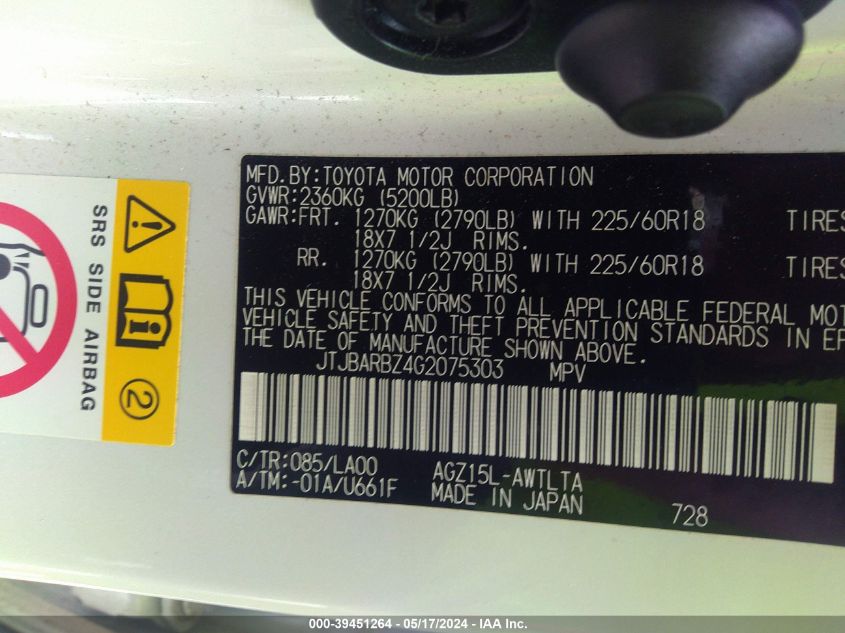 MFD.BY:TOYOTA MOTOR CORPORATION
GVWR:2360KG (5200LB)
GAWR:FRT. 1270KG (2790LB) WITH 225/60R18 TIRES
18X7 1/2J RIMS.
RR. 1270KG (2790LB) WITH 225/60R18 TIRES
18X7 1/2J RIMS.
THIS VEHICLE CONFORMS TO ALL APPLICABLE FEDERAL MOT
VEHICLE SAFETY AND THEFT PREVENTION STANDARDS IN EF
THE DATE OF MANUFACTURE SHOWN ABOVE.
JTJBARBZ4G2075303 MPV
C/TR:085/LA00 AGZ15L-AWTLTA
A/TM:-01A/U661F MADE IN JAPAN 728
SRS SIDE AIRBAG
2
000-39451264 - 05/17/2024 - IAA Inc.